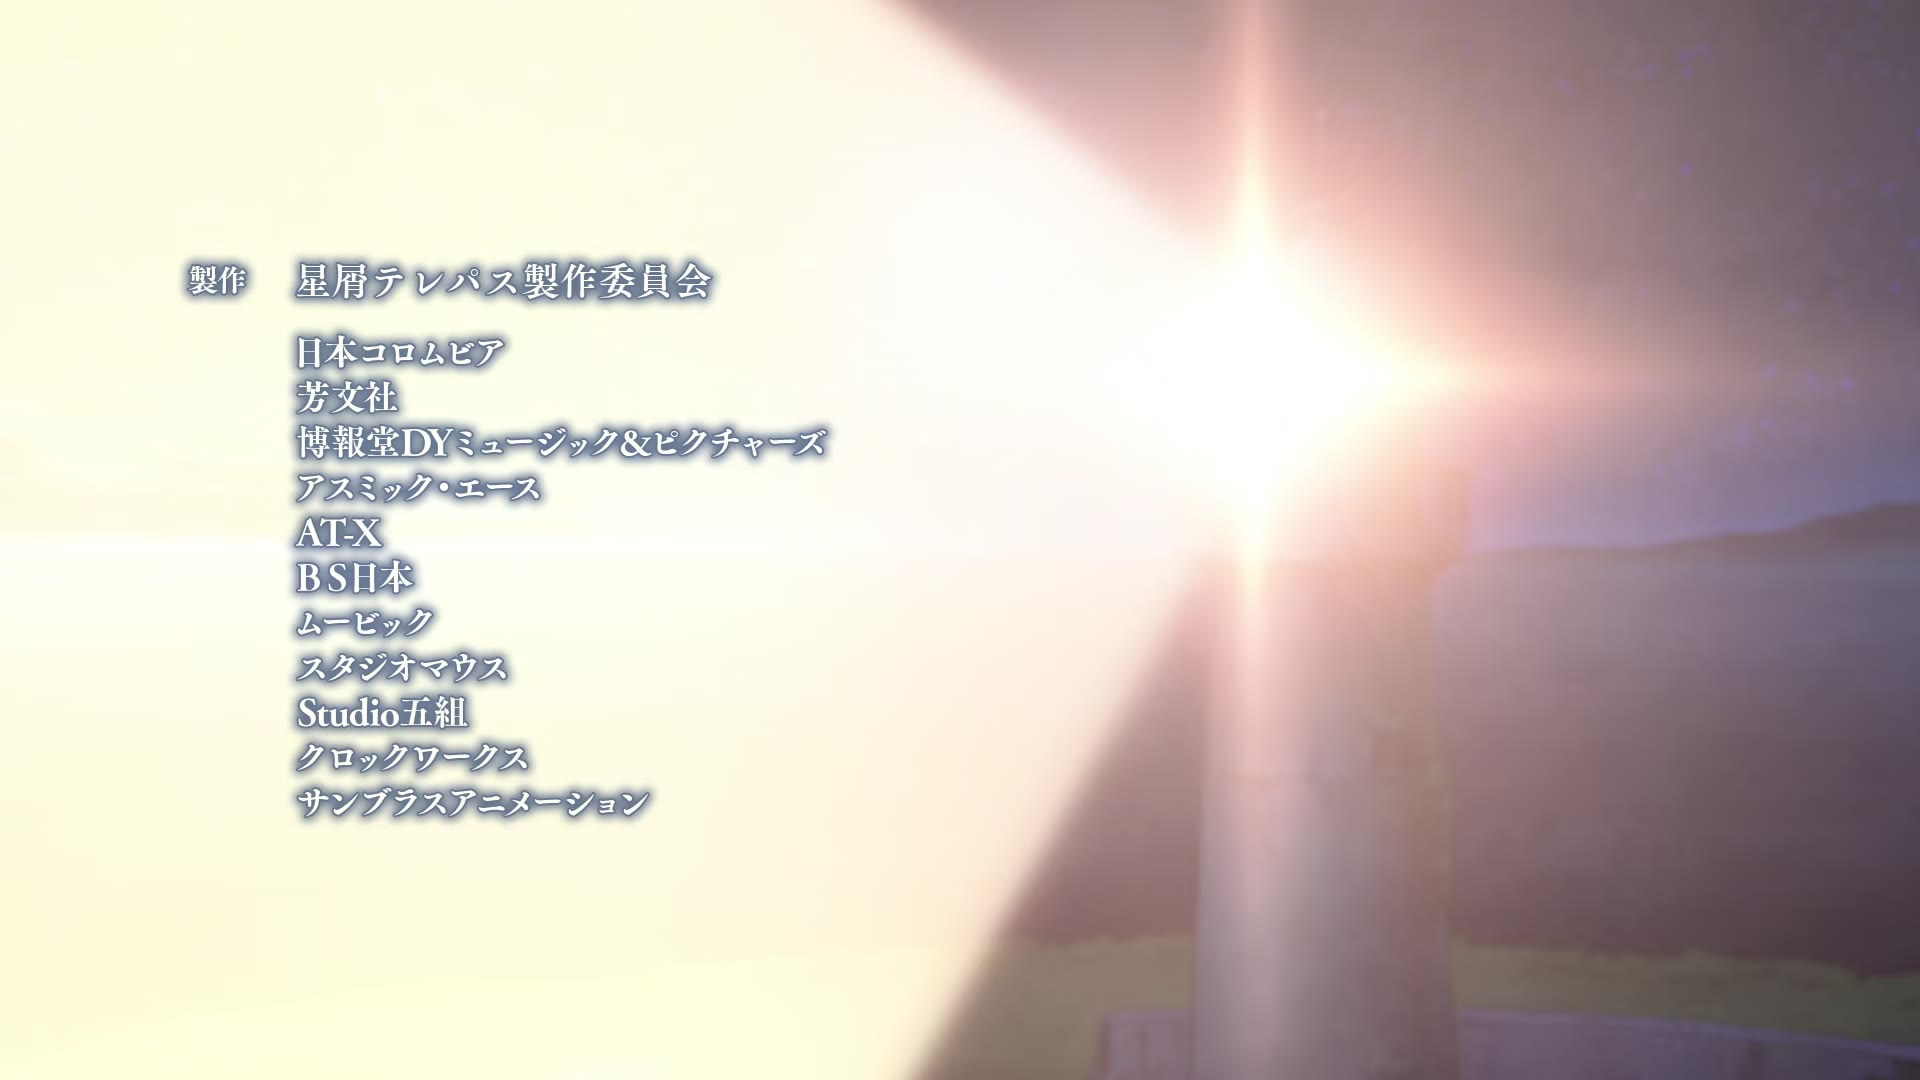 製作 星屑テレパス製作委員会
日本コロムビア
芳文社
博報堂DYミュージック&ピクチャーズ
アスミック・エース
AT-X
BS日本
ムービック
スタジオマウス
Studio五組
クロックワークス
サンブラスアニメーション